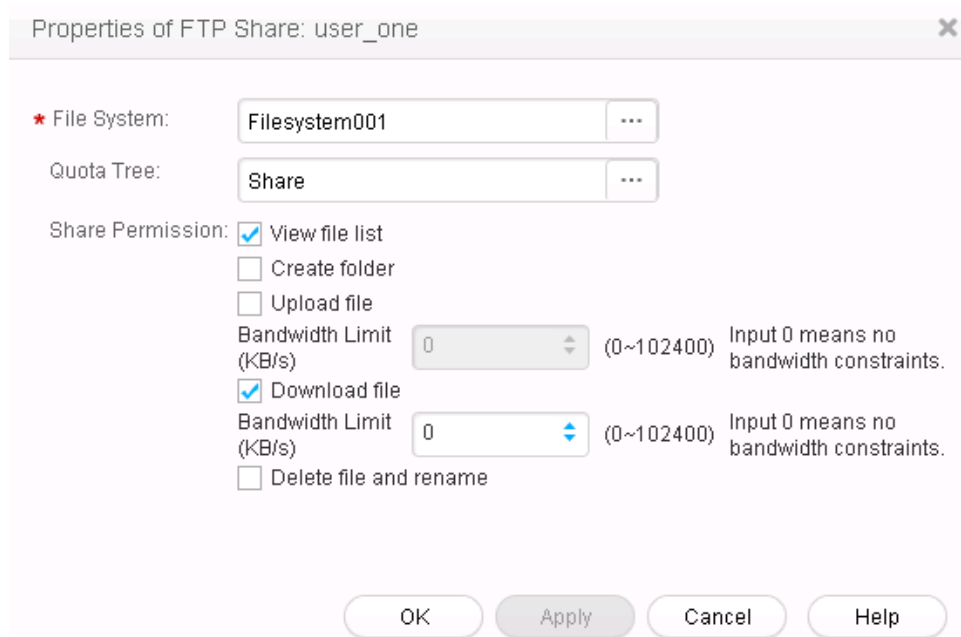 Properties of FTP Share: user_one
* File System: Filesystem001 ...
Quota Tree: Share ...
Share Permission: View file list
Create folder
Upload file
Bandwidth Limit (KB/s) 0 (0~102400) Input 0 means no bandwidth constraints.
Download file
Bandwidth Limit (KB/s) 0 (0~102400) Input 0 means no bandwidth constraints.
Delete file and rename
OK Apply Cancel Help